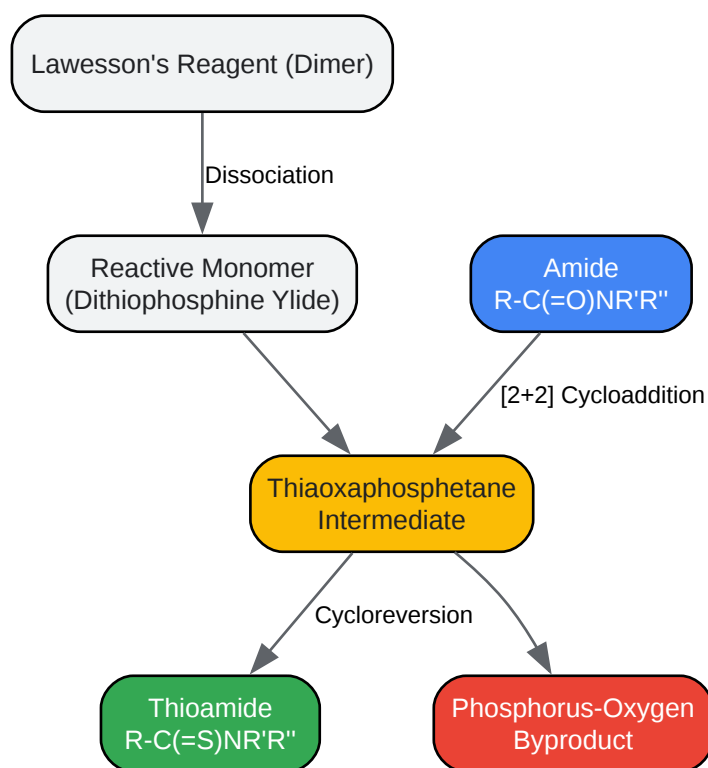 Lawesson's Reagent (Dimer)
Dissociation
Reactive Monomer
(Dithiophosphine Ylide)
Amide
R-C(=O)NR'R''
[2+2] Cycloaddition
Thiaoxaphosphetane
Intermediate
Cycloreversion
Thioamide
R-C(=S)NR'R''
Phosphorus-Oxygen
Byproduct